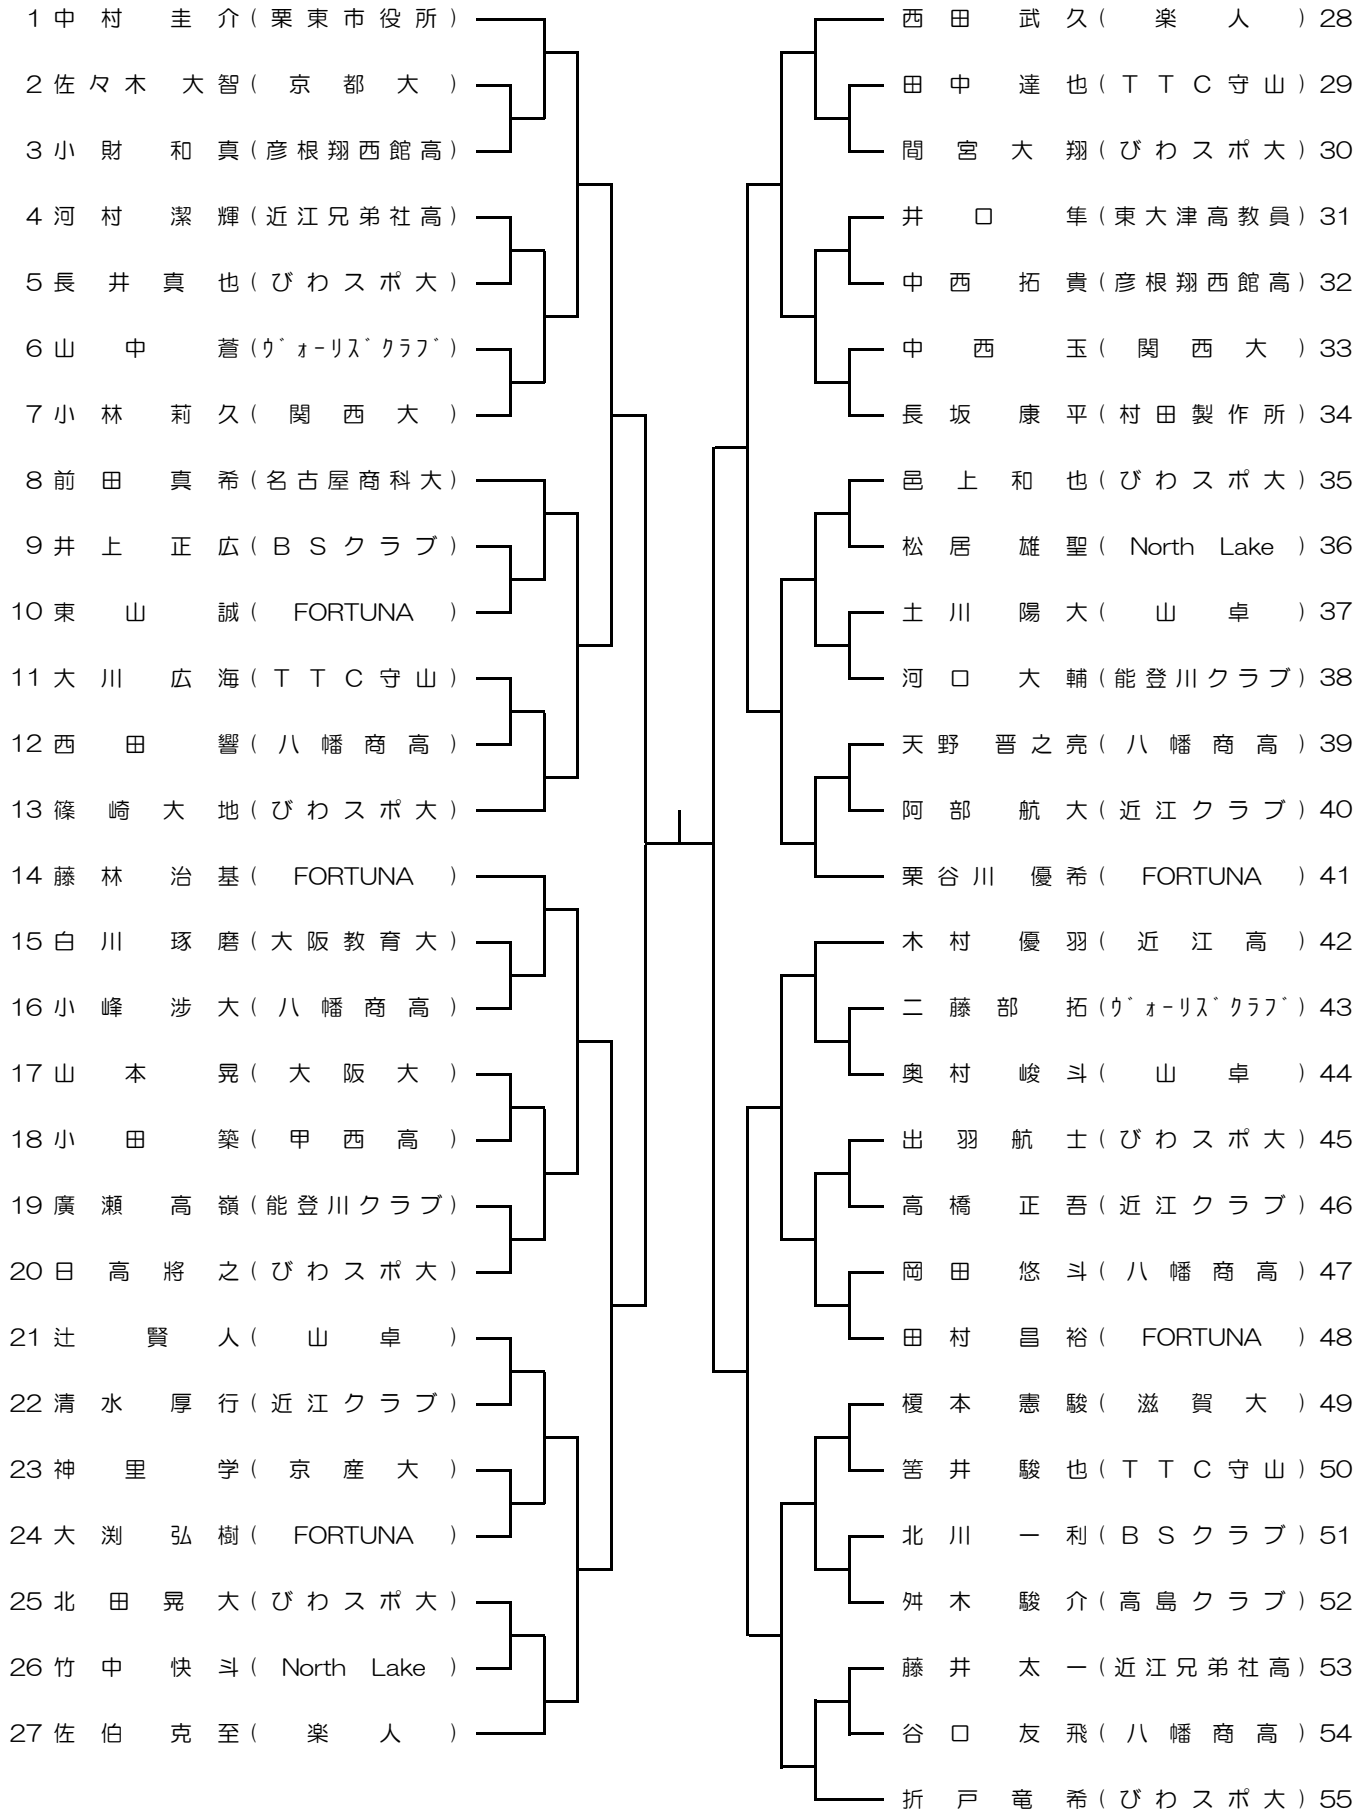 1 中村 圭介 (栗東市役所)
2 佐々木 大智 (京都大)
3 小財 和真 (彦根翔西館高)
4 河村 潔輝 (近江兄弟社高)
5 長井 真也 (びわスポ大)
6 山中 蒼 (ｳﾞｫｰﾘｽﾞｸﾗﾌﾞ)
7 小林 莉久 (関西大)
8 前田 真希 (名古屋商科大)
9 井上 正広 (BSクラブ)
10 東山 誠 (FORTUNA)
11 大川 広海 (TTC守山)
12 西田 響 (八幡商高)
13 篠崎 大地 (びわスポ大)
14 藤林 治基 (FORTUNA)
15 白川 琢磨 (大阪教育大)
16 小峰 渉大 (八幡商高)
17 山本 晃 (大阪大)
18 小田 築 (甲西高)
19 廣瀬 高嶺 (能登川クラブ)
20 日高 将之 (びわスポ大)
21 辻 賢人 (山卓)
22 清水 厚行 (近江クラブ)
23 神里 学 (京産大)
24 大渕 弘樹 (FORTUNA)
25 北田 晃大 (びわスポ大)
26 竹中 快斗 (North Lake)
27 佐伯 克至 (楽人)
西田 武久 (楽人) 28
田中 達也 (TTC守山) 29
間宮 大翔 (びわスポ大) 30
井口 隼 (東大津高教員) 31
中西 拓貴 (彦根翔西館高) 32
中西 玉 (関西大) 33
長坂 康平 (村田製作所) 34
邑上 和也 (びわスポ大) 35
松居 雄聖 (North Lake) 36
土川 陽大 (山卓) 37
河口 大輔 (能登川クラブ) 38
天野 晋之亮 (八幡商高) 39
阿部 航大 (近江クラブ) 40
栗谷川 優希 (FORTUNA) 41
木村 優羽 (近江高) 42
二藤部 拓 (ｳﾞｫｰﾘｽﾞｸﾗﾌﾞ) 43
奥村 峻斗 (山卓) 44
出羽 航士 (びわスポ大) 45
高橋 正吾 (近江クラブ) 46
岡田 悠斗 (八幡商高) 47
田村 昌裕 (FORTUNA) 48
榎本 憲駿 (滋賀大) 49
筈井 駿也 (TTC守山) 50
北川 一利 (BSクラブ) 51
舛木 駿介 (高島クラブ) 52
藤井 太一 (近江兄弟社高) 53
谷口 友飛 (八幡商高) 54
折戸 竜希 (びわスポ大) 55